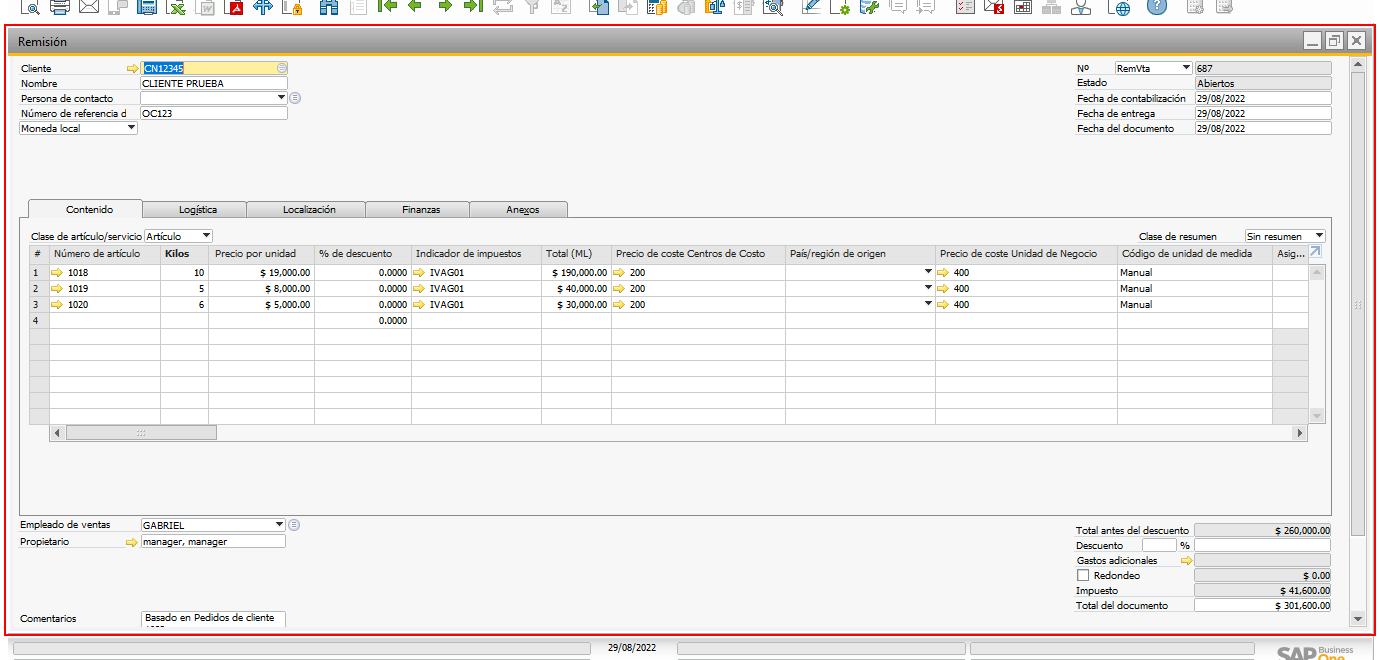 Remisión
Cliente CN12345 Nº RemVta 687
Nombre CLIENTE PRUEBA Estado Abiertos
Persona de contacto Fecha de contabilización 29/08/2022
Número de referencia d OC123 Fecha de entrega 29/08/2022
Moneda local Fecha del documento 29/08/2022
Contenido Logística Localización Finanzas Anexos
Clase de artículo/servicio Artículo Clase de resumen Sin resumen
# Número de artículo Kilos Precio por unidad % de descuento Indicador de impuestos Total (ML) Precio de coste Centros de Costo País/región de origen Precio de coste Unidad de Negocio Código de unidad de medida Asig...
1 1018 10 $ 19,000.00 0.0000 IVAG01 $ 190,000.00 200 400 Manual
2 1019 5 $ 8,000.00 0.0000 IVAG01 $ 40,000.00 200 400 Manual
3 1020 6 $ 5,000.00 0.0000 IVAG01 $ 30,000.00 200 400 Manual
4 0.0000
Empleado de ventas GABRIEL Total antes del descuento $ 260,000.00
Propietario manager, manager Descuento %
Gastos adicionales
Redondeo $ 0.00
Impuesto $ 41,600.00
Total del documento $ 301,600.00
Comentarios Basado en Pedidos de cliente
29/08/2022 SAP Business One